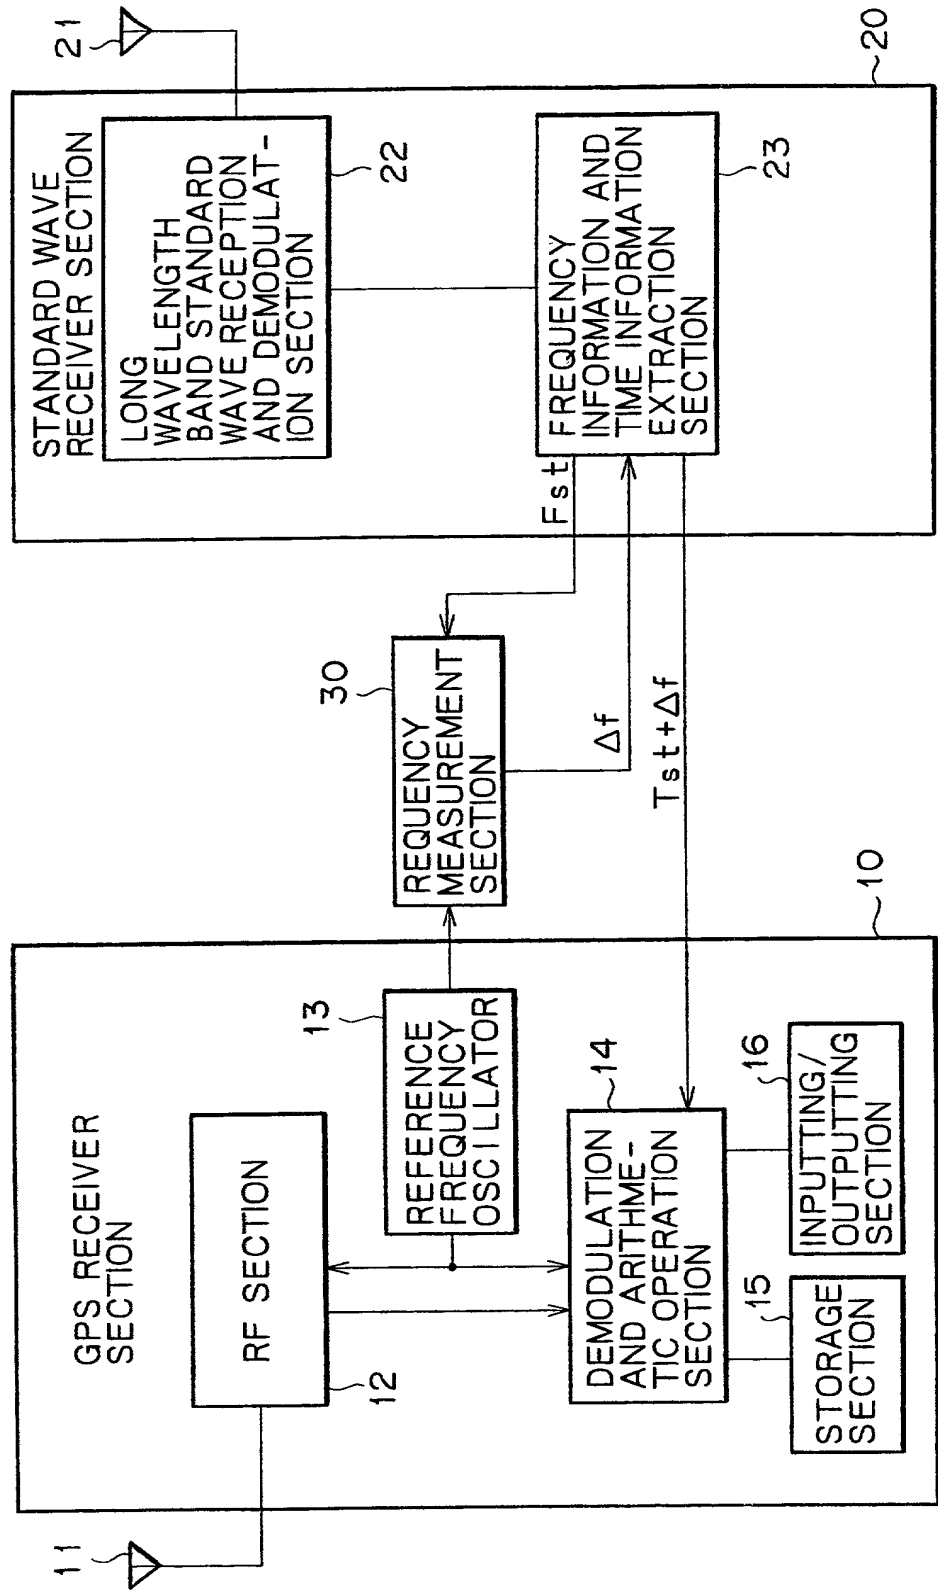 11
GPS RECEIVER
SECTION
RF SECTION
12
REFERENCE
FREQUENCY
OSCILLATOR
13
DEMODULATION
AND ARITHME-
TIC OPERATION
SECTION
14
STORAGE
SECTION
15
INPUTTING/
OUTPUTTING
SECTION
16
10
REQUENCY
MEASUREMENT
SECTION
30
Fst
Δf
Tst+Δf
STANDARD WAVE
RECEIVER SECTION
LONG
WAVELENGTH
BAND STANDARD
WAVE RECEPTION
AND DEMODULAT-
ION SECTION
22
FREQUENCY
INFORMATION AND
TIME INFORMATION
EXTRACTION
SECTION
23
21
20